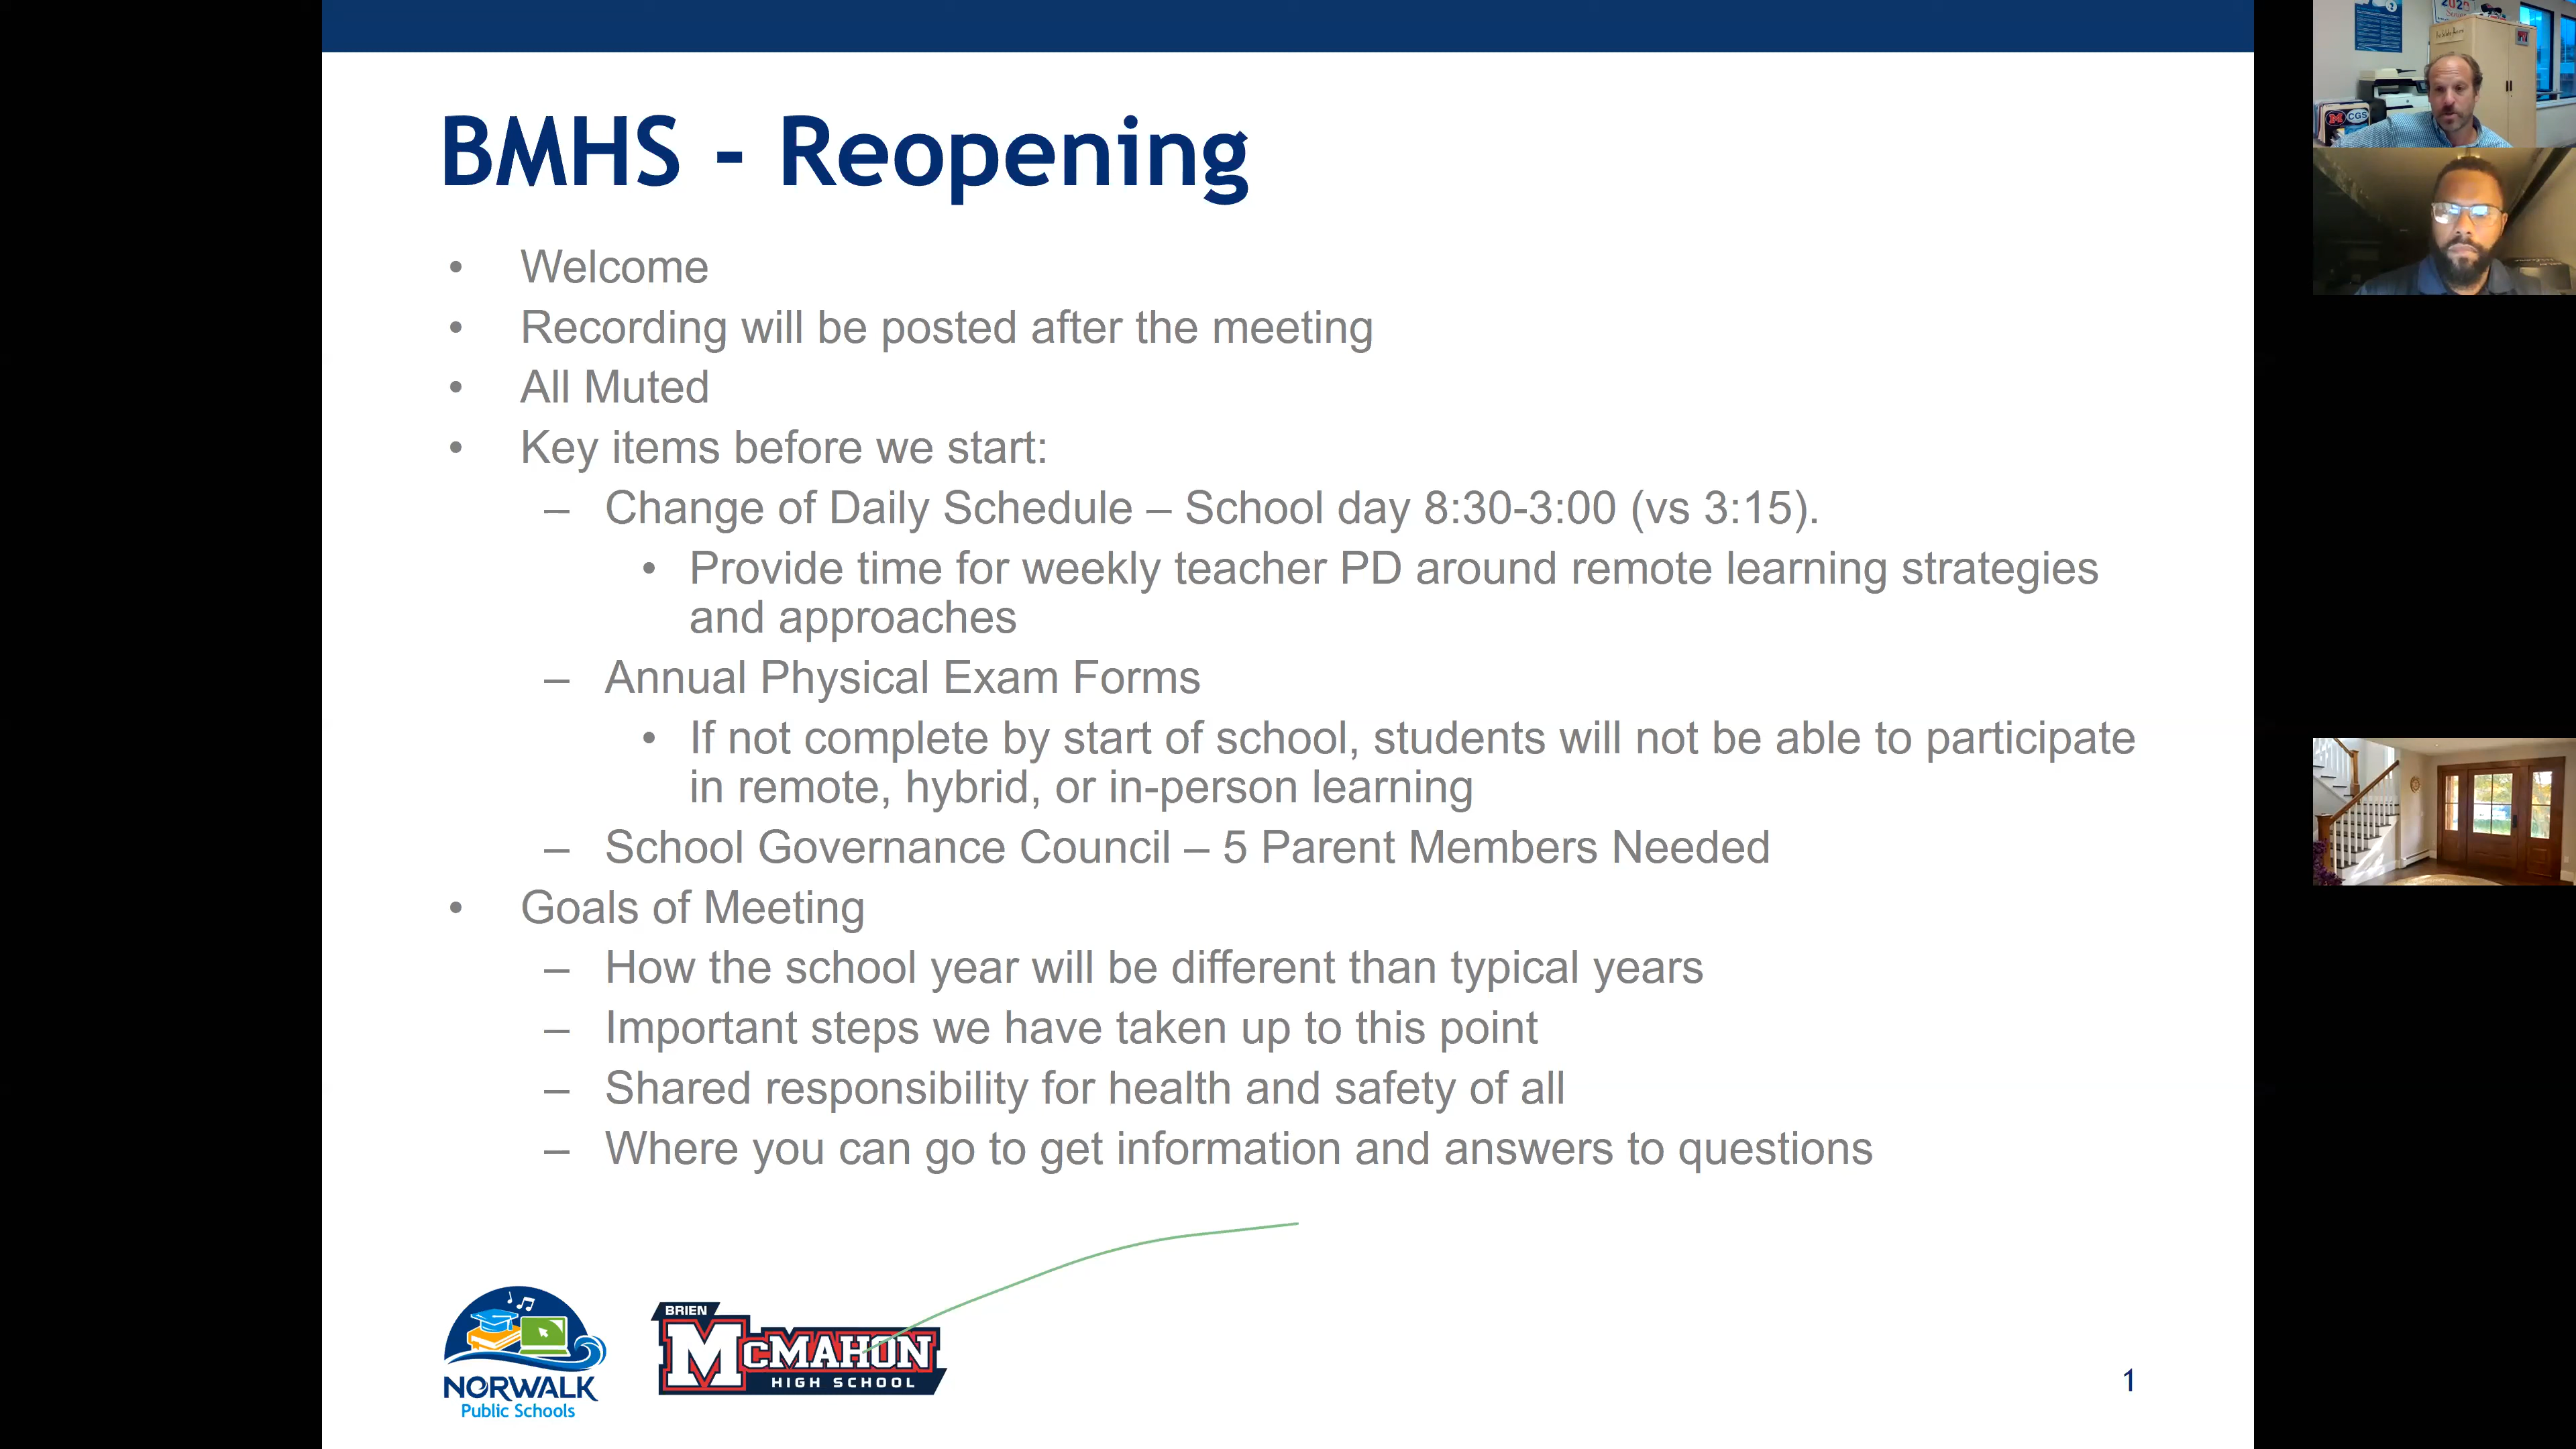 BMHS - Reopening
• Welcome
• Recording will be posted after the meeting
• All Muted
• Key items before we start:
– Change of Daily Schedule – School day 8:30-3:00 (vs 3:15).
• Provide time for weekly teacher PD around remote learning strategies
and approaches
– Annual Physical Exam Forms
• If not complete by start of school, students will not be able to participate
in remote, hybrid, or in-person learning
– School Governance Council – 5 Parent Members Needed
• Goals of Meeting
– How the school year will be different than typical years
– Important steps we have taken up to this point
– Shared responsibility for health and safety of all
– Where you can go to get information and answers to questions
NORWALK
Public Schools
BRIEN
MCMAHON
HIGH SCHOOL
1
2020
M CGS